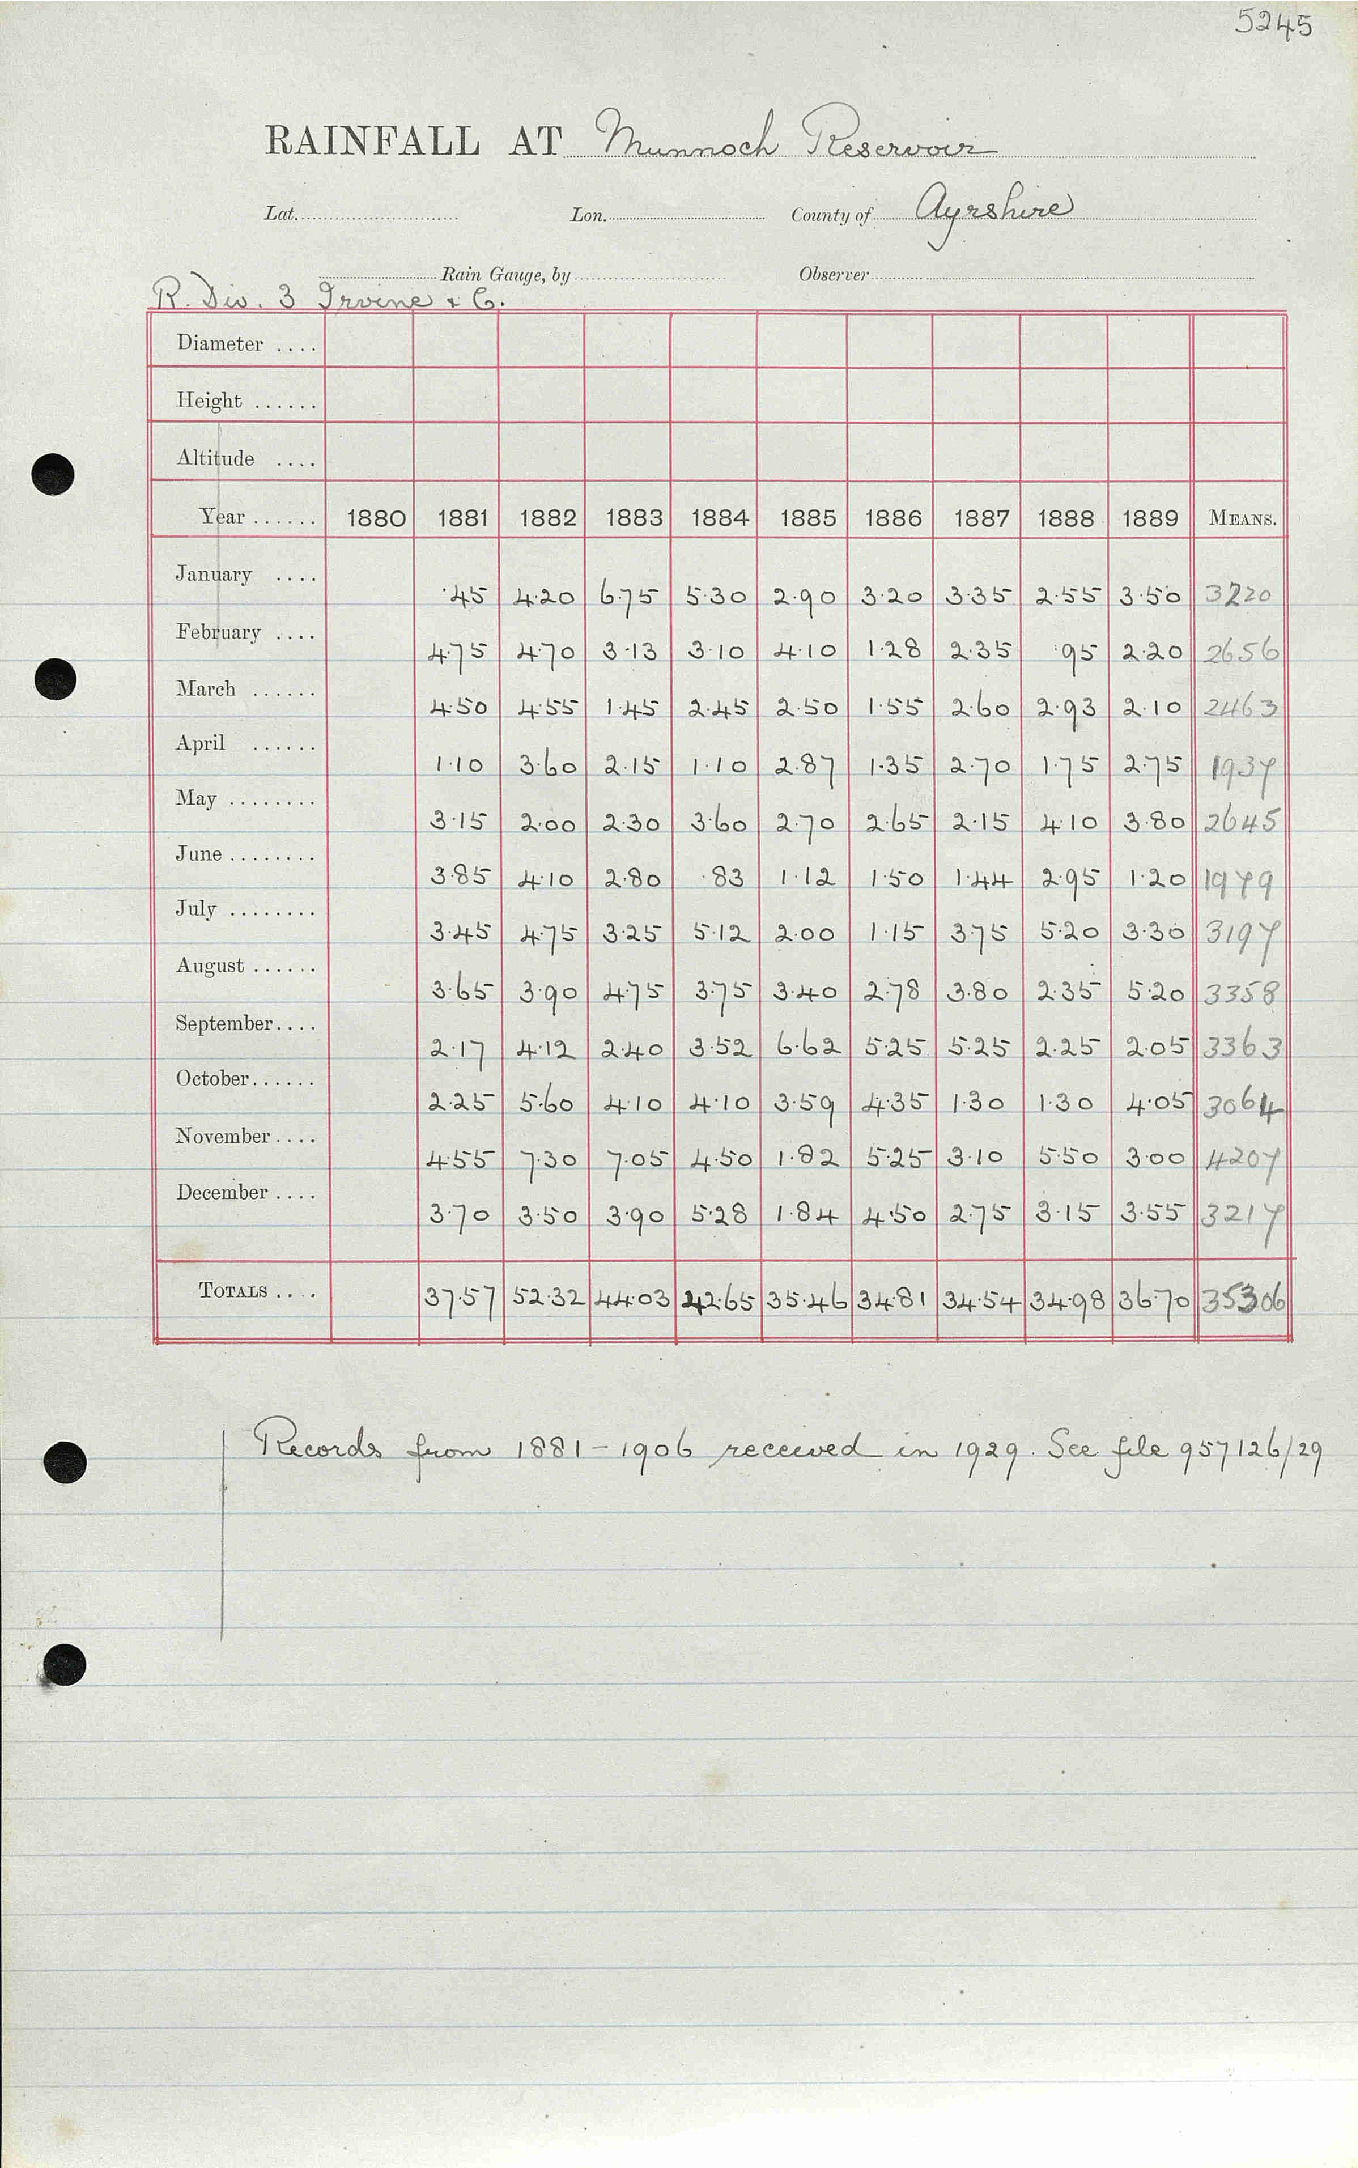 5245
RAINFALL AT Munnoch Reservoir
Lat. Lon. County of Ayrshire
Rain Gauge, by Observer
R. Div. 3 Irvine & C.
Diameter ....
Height ......
Altitude ....
Year ...... 1880 1881 1882 1883 1884 1885 1886 1887 1888 1889 MEANS.
January .... ·45 4·20 6·75 5·30 2·90 3·20 3·35 2·55 3·50 3220
February .... 4·75 4·70 3·13 3·10 4·10 1·28 2·35 ·95 2·20 2656
March ...... 4·50 4·55 1·45 2·45 2·50 1·55 2·60 2·93 2·10 2463
April ...... 1·10 3·60 2·15 1·10 2·87 1·35 2·70 1·75 2·75 1937
May ........ 3·15 2·00 2·30 3·60 2·70 2·65 2·15 4·10 3·80 2645
June ........ 3·85 4·10 2·80 ·83 1·12 1·50 1·44 2·95 1·20 1979
July ........ 3·45 4·75 3·25 5·12 2·00 1·15 3·75 5·20 3·30 3197
August ...... 3·65 3·90 4·75 3·75 3·40 2·78 3·80 2·35 5·20 3358
September .... 2·17 4·12 2·40 3·52 6·62 5·25 5·25 2·25 2·05 3363
October ...... 2·25 5·60 4·10 4·10 3·59 4·35 1·30 1·30 4·05 3064
November .... 4·55 7·30 7·05 4·50 1·82 5·25 3·10 5·50 3·00 4207
December .... 3·70 3·50 3·90 5·28 1·84 4·50 2·75 3·15 3·55 3217
TOTALS .... 37·57 52·32 44·03 42·65 35·46 34·81 34·54 34·98 36·70 35306
Records from 1881 - 1906 received in 1929. See file 957126/29